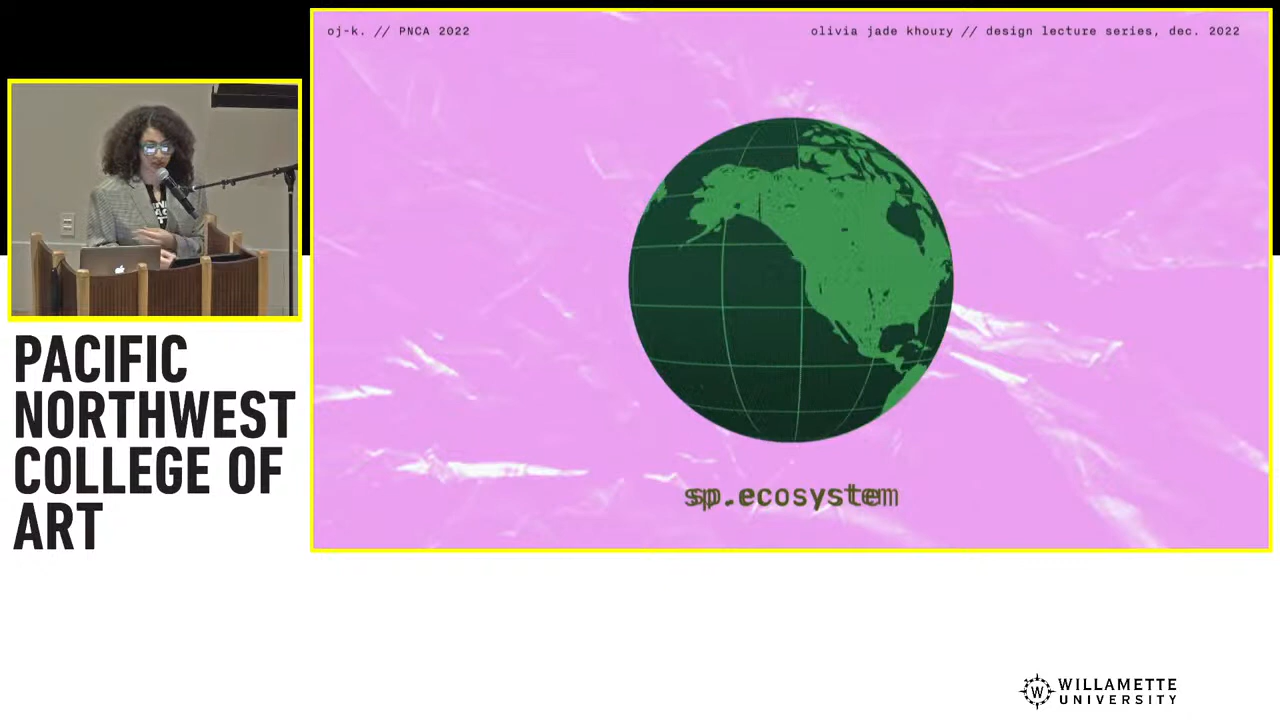 oj-k. // PNCA 2022
olivia jade khoury // design lecture series, dec. 2022
sp.ecosystem
PACIFIC
NORTHWEST
COLLEGE OF
ART
W
WILLAMETTE
UNIVERSITY